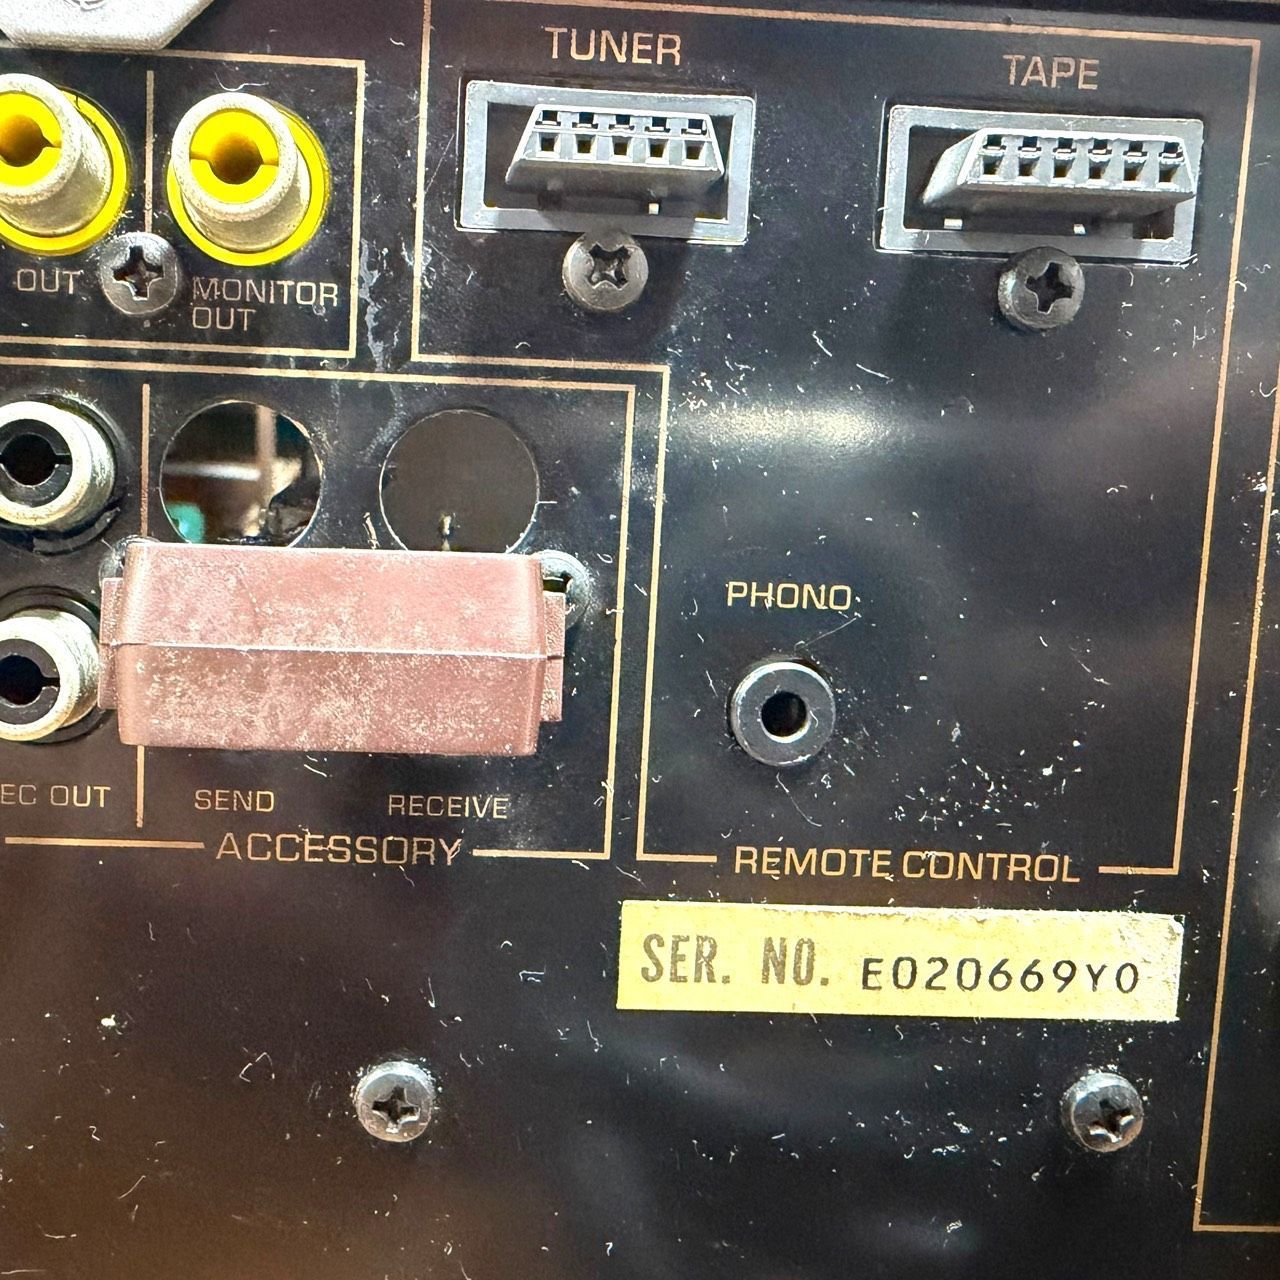 TUNER
TAPE
OUT
MONITOR
OUT
PHONO
EC OUT
SEND
RECEIVE
ACCESSORY
REMOTE CONTROL
SER. NO. E020669Y0